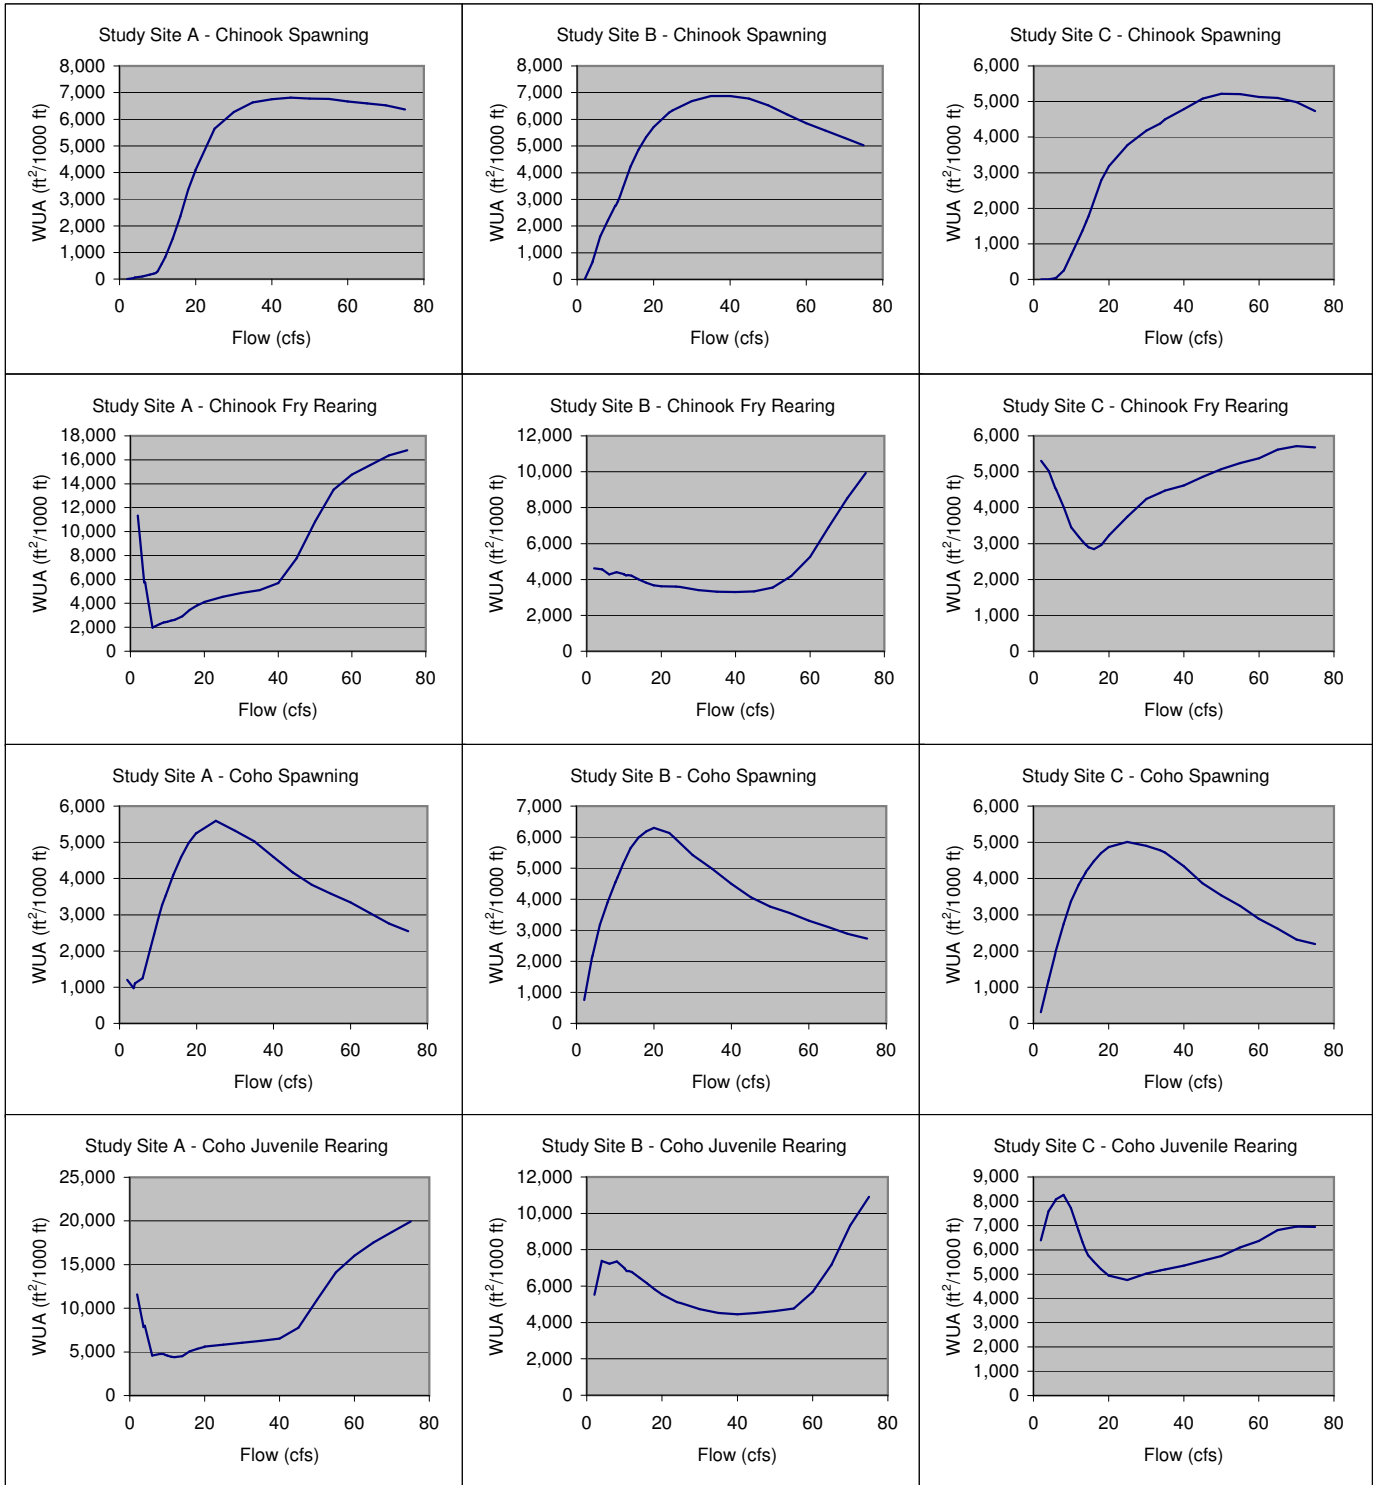 Study Site A - Chinook Spawning
8,000
7,000
6,000
5,000
4,000
3,000
2,000
1,000
0
0 20 40 60 80
WUA (ft²/1000 ft)
Flow (cfs)
Study Site B - Chinook Spawning
8,000
7,000
6,000
5,000
4,000
3,000
2,000
1,000
0
0 20 40 60 80
WUA (ft²/1000 ft)
Flow (cfs)
Study Site C - Chinook Spawning
6,000
5,000
4,000
3,000
2,000
1,000
0
0 20 40 60 80
WUA (ft²/1000 ft)
Flow (cfs)
Study Site A - Chinook Fry Rearing
18,000
16,000
14,000
12,000
10,000
8,000
6,000
4,000
2,000
0
0 20 40 60 80
WUA (ft²/1000 ft)
Flow (cfs)
Study Site B - Chinook Fry Rearing
12,000
10,000
8,000
6,000
4,000
2,000
0
0 20 40 60 80
WUA (ft²/1000 ft)
Flow (cfs)
Study Site C - Chinook Fry Rearing
6,000
5,000
4,000
3,000
2,000
1,000
0
0 20 40 60 80
WUA (ft²/1000 ft)
Flow (cfs)
Study Site A - Coho Spawning
6,000
5,000
4,000
3,000
2,000
1,000
0
0 20 40 60 80
WUA (ft²/1000 ft)
Flow (cfs)
Study Site B - Coho Spawning
7,000
6,000
5,000
4,000
3,000
2,000
1,000
0
0 20 40 60 80
WUA (ft²/1000 ft)
Flow (cfs)
Study Site C - Coho Spawning
6,000
5,000
4,000
3,000
2,000
1,000
0
0 20 40 60 80
WUA (ft²/1000 ft)
Flow (cfs)
Study Site A - Coho Juvenile Rearing
25,000
20,000
15,000
10,000
5,000
0
0 20 40 60 80
WUA (ft²/1000 ft)
Flow (cfs)
Study Site B - Coho Juvenile Rearing
12,000
10,000
8,000
6,000
4,000
2,000
0
0 20 40 60 80
WUA (ft²/1000 ft)
Flow (cfs)
Study Site C - Coho Juvenile Rearing
9,000
8,000
7,000
6,000
5,000
4,000
3,000
2,000
1,000
0
0 20 40 60 80
WUA (ft²/1000 ft)
Flow (cfs)